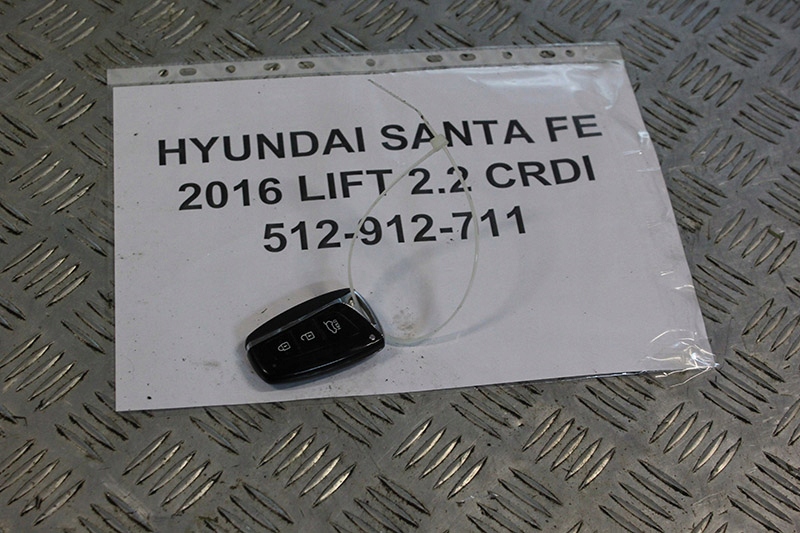 HYUNDAI SANTA FE
2016 LIFT 2.2 CRDI
512-912-711